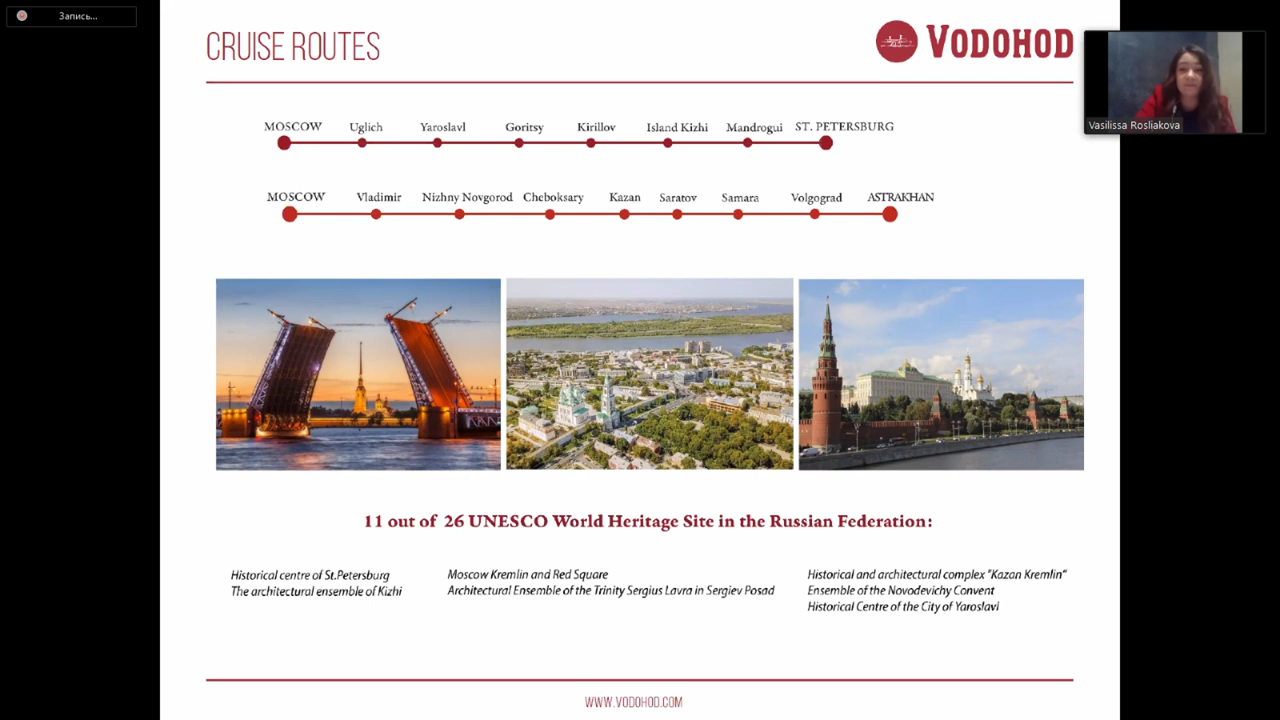 Запись...
CRUISE ROUTES
VODOHOD
Vasilissa Rosliakova
MOSCOW Uglich Yaroslavl Goritsy Kirillov Island Kizhi Mandrogui ST. PETERSBURG
MOSCOW Vladimir Nizhny Novgorod Cheboksary Kazan Saratov Samara Volgograd ASTRAKHAN
11 out of 26 UNESCO World Heritage Site in the Russian Federation:
Historical centre of St.Petersburg
The architectural ensemble of Kizhi
Moscow Kremlin and Red Square
Architectural Ensemble of the Trinity Sergius Lavra in Sergiev Posad
Historical and architectural complex "Kazan Kremlin"
Ensemble of the Novodevichy Convent
Historical Centre of the City of Yaroslavl
WWW.VODOHOD.COM